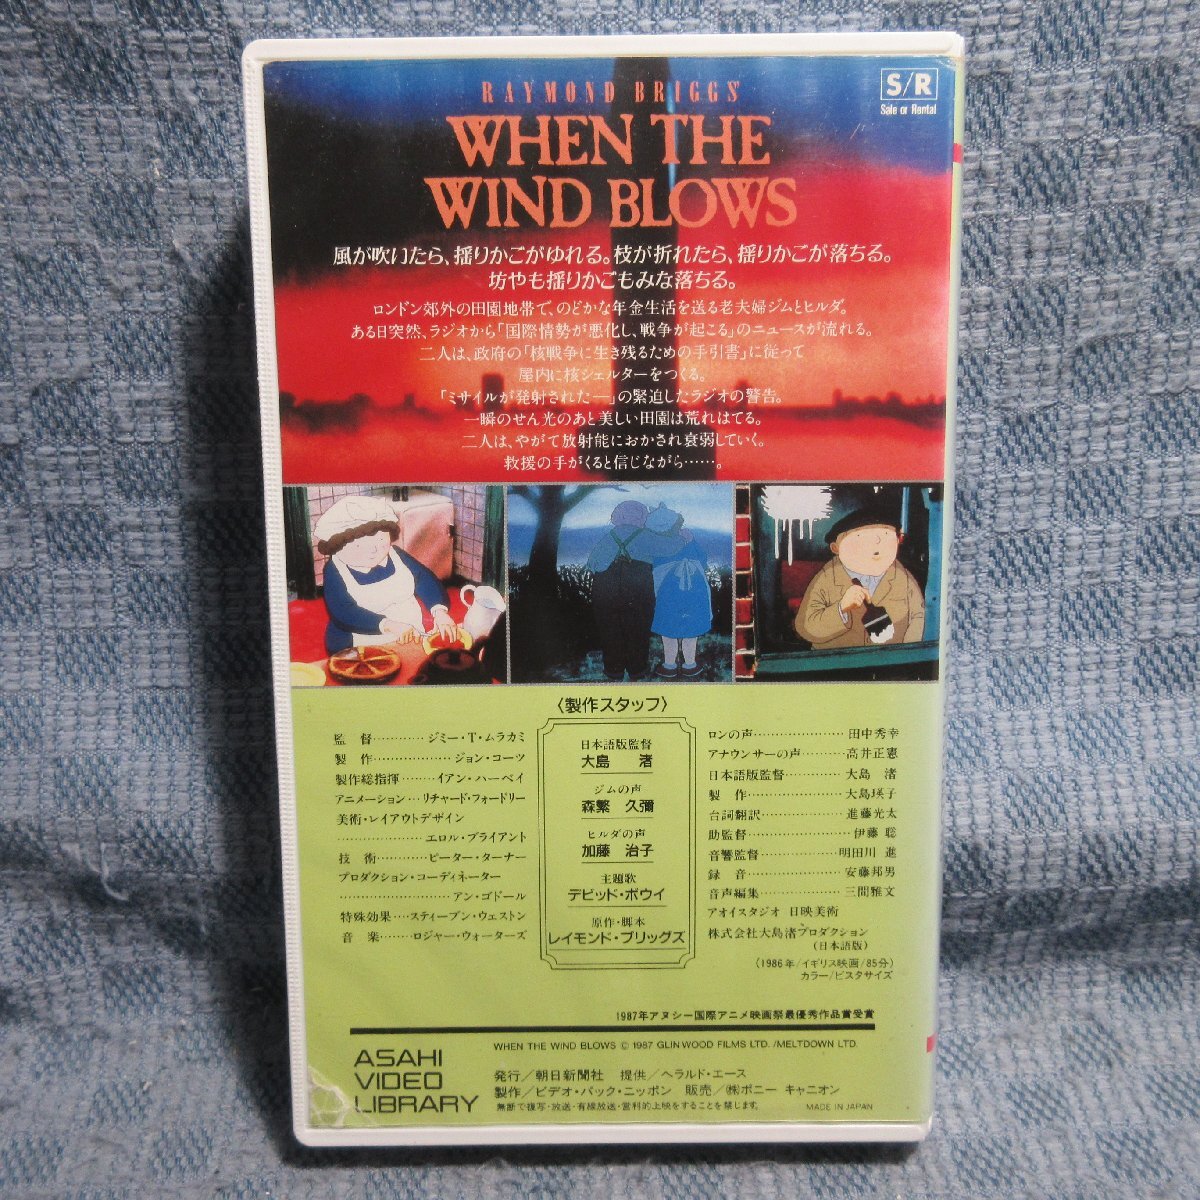 RAYMOND BRIGGS'
S/R
Sale or Rental
WHEN THE
WIND BLOWS
風が吹いたら、揺りかごがゆれる。枝が折れたら、揺りかごが落ちる。
坊やも揺りかごもみな落ちる。
ロンドン郊外の田園地帯で、のどかな年金生活を送る老夫婦ジムとヒルダ。
ある日突然、ラジオから「国際情勢が悪化し、戦争が起こる」のニュースが流れる。
二人は、政府の「核戦争に生き残るための手引書」に従って
屋内に核シェルターをつくる。
「ミサイルが発射された―」の緊迫したラジオの警告。
一瞬のせん光のあと美しい田園は荒れはてる。
二人は、やがて放射能におかされ衰弱していく。
救援の手がくると信じながら……。
〈製作スタッフ〉
監　督…………ジミー・T・ムラカミ
製　作……………ジョン・コーツ
製作総指揮………イアン・ハーベイ
アニメーション…リチャード・フォードリー
美術・レイアウトデザイン
……………………エロル・ブライアント
技　術…………ピーター・ターナー
プロダクション・コーディネーター
…………………………アン・ゴドール
特殊効果……スティーブン・ウェストン
音　楽………ロジャー・ウォーターズ
日本語版監督
大島　渚
ジムの声
森繁　久彌
ヒルダの声
加藤　治子
主題歌
デビッド・ボウイ
原作・脚本
レイモンド・ブリッグズ
ロンの声……………………田中秀幸
アナウンサーの声…………高井正憲
日本語版監督………………大島　渚
製　作………………………大島瑛子
台詞翻訳……………………進藤光太
助監督………………………伊藤　聡
音響監督……………………明田川　進
録　音………………………安藤邦男
音声編集……………………三間雅文
アオイスタジオ　日映美術
株式会社大島渚プロダクション
（日本語版）
（1986年/イギリス映画/85分）
カラー/ビスタサイズ
1987年アヌシー国際アニメ映画祭最優秀作品賞受賞
ASAHI
VIDEO
LIBRARY
WHEN THE WIND BLOWS © 1987 GLINWOOD FILMS LTD. /MELTDOWN LTD.
発行／朝日新聞社　提供／ヘラルド・エース
製作／ビデオ・パック・ニッポン　販売／㈱ポニー キャニオン
無断で複写・放送・有線放送・営利的上映をすることを禁じます。
MADE IN JAPAN